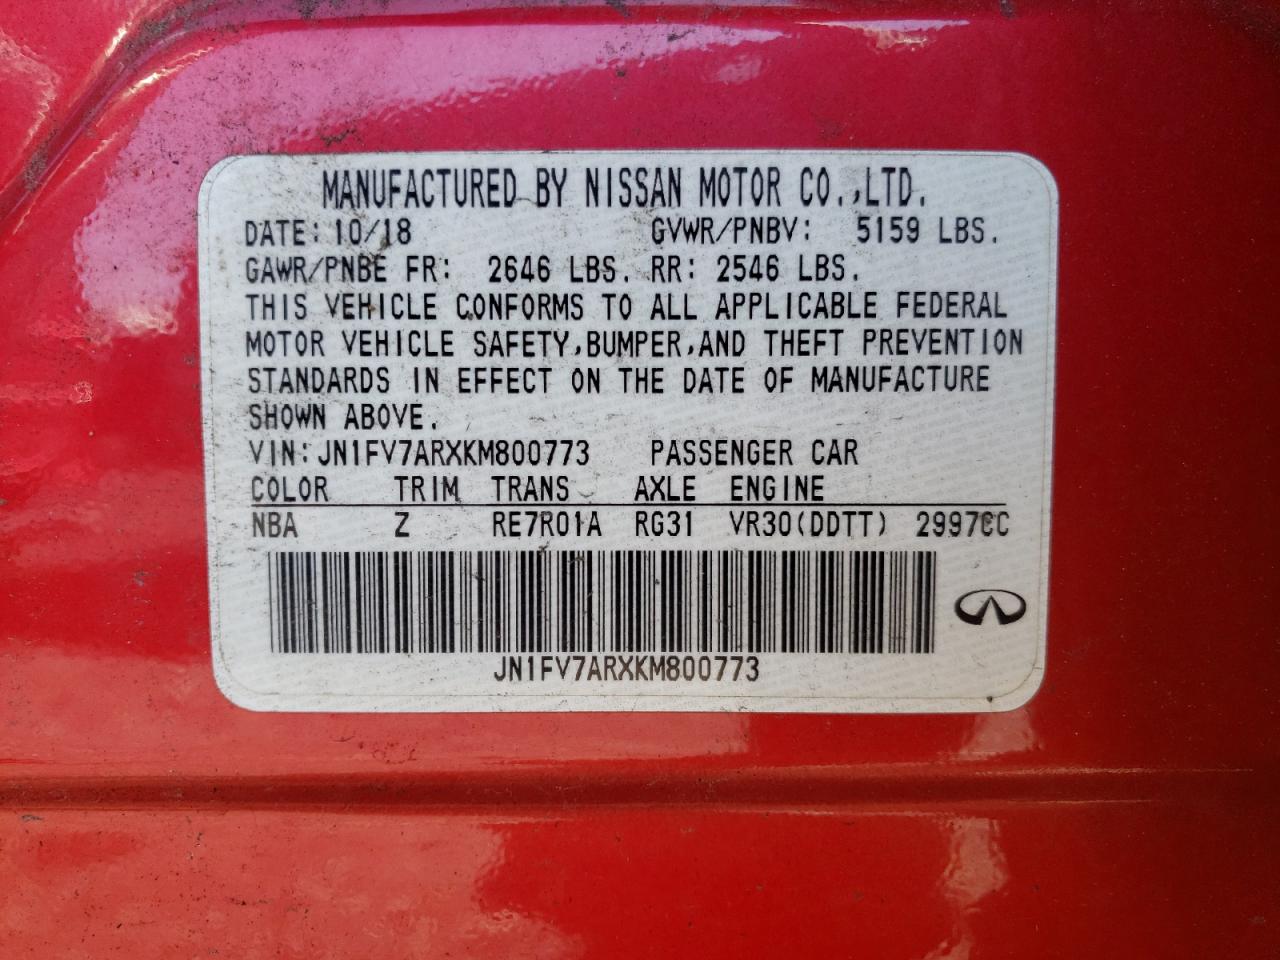 MANUFACTURED BY NISSAN MOTOR CO.,LTD.
DATE: 10/18 GVWR/PNBV: 5159 LBS.
GAWR/PNBE FR: 2646 LBS. RR: 2546 LBS.
THIS VEHICLE CONFORMS TO ALL APPLICABLE FEDERAL
MOTOR VEHICLE SAFETY,BUMPER,AND THEFT PREVENTION
STANDARDS IN EFFECT ON THE DATE OF MANUFACTURE
SHOWN ABOVE.
VIN:JN1FV7ARXKM800773 PASSENGER CAR
COLOR TRIM TRANS AXLE ENGINE
NBA Z RE7R01A RG31 VR30(DDTT) 2997CC
JN1FV7ARXKM800773